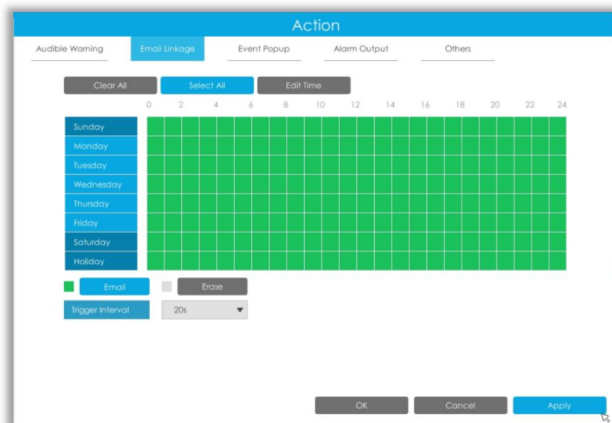 Action
Audible Warning Email Linkage Event Popup Alarm Output Others
Clear All Select All Edit Time
0 2 4 6 8 10 12 14 16 18 20 22 24
Sunday
Monday
Tuesday
Wednesday
Thursday
Friday
Saturday
Holiday
Email Erase
Trigger Interval 20s
OK Cancel Apply